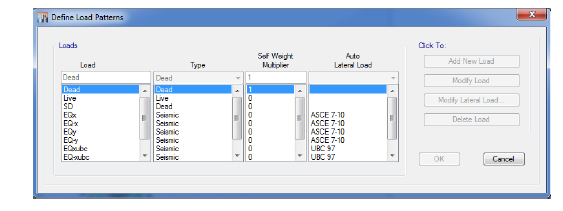 Define Load Patterns
Loads
Click To:
Load Type Self Weight Multiplier Auto Lateral Load
Dead Dead 1
Dead Dead 1
Live Live 0
SD Dead 0
EQx Seismic 0 ASCE 7-10
EQ-x Seismic 0 ASCE 7-10
EQy Seismic 0 ASCE 7-10
EQ-y Seismic 0 ASCE 7-10
EQxubc Seismic 0 UBC 97
EQ-xubc Seismic 0 UBC 97
Add New Load
Modify Load
Modify Lateral Load...
Delete Load
OK Cancel